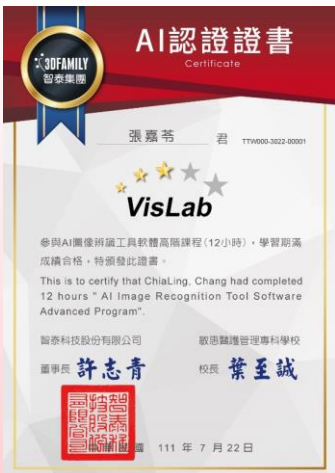 3DFAMILY
智泰集團
AI認證證書
Certificate
張嘉苓 君 TTW000-3022-00001
VisLab
參與AI圖像辨識工具軟體高階課程(12小時)，學習期滿
成績合格，特頒發此證書。
This is to certify that ChiaLing, Chang had completed
12 hours " AI Image Recognition Tool Software
Advanced Program".
智泰科技股份有限公司 敏惠醫護管理專科學校
董事長 許志青 校長 葉至誠
中華民國 111 年 7 月 22 日